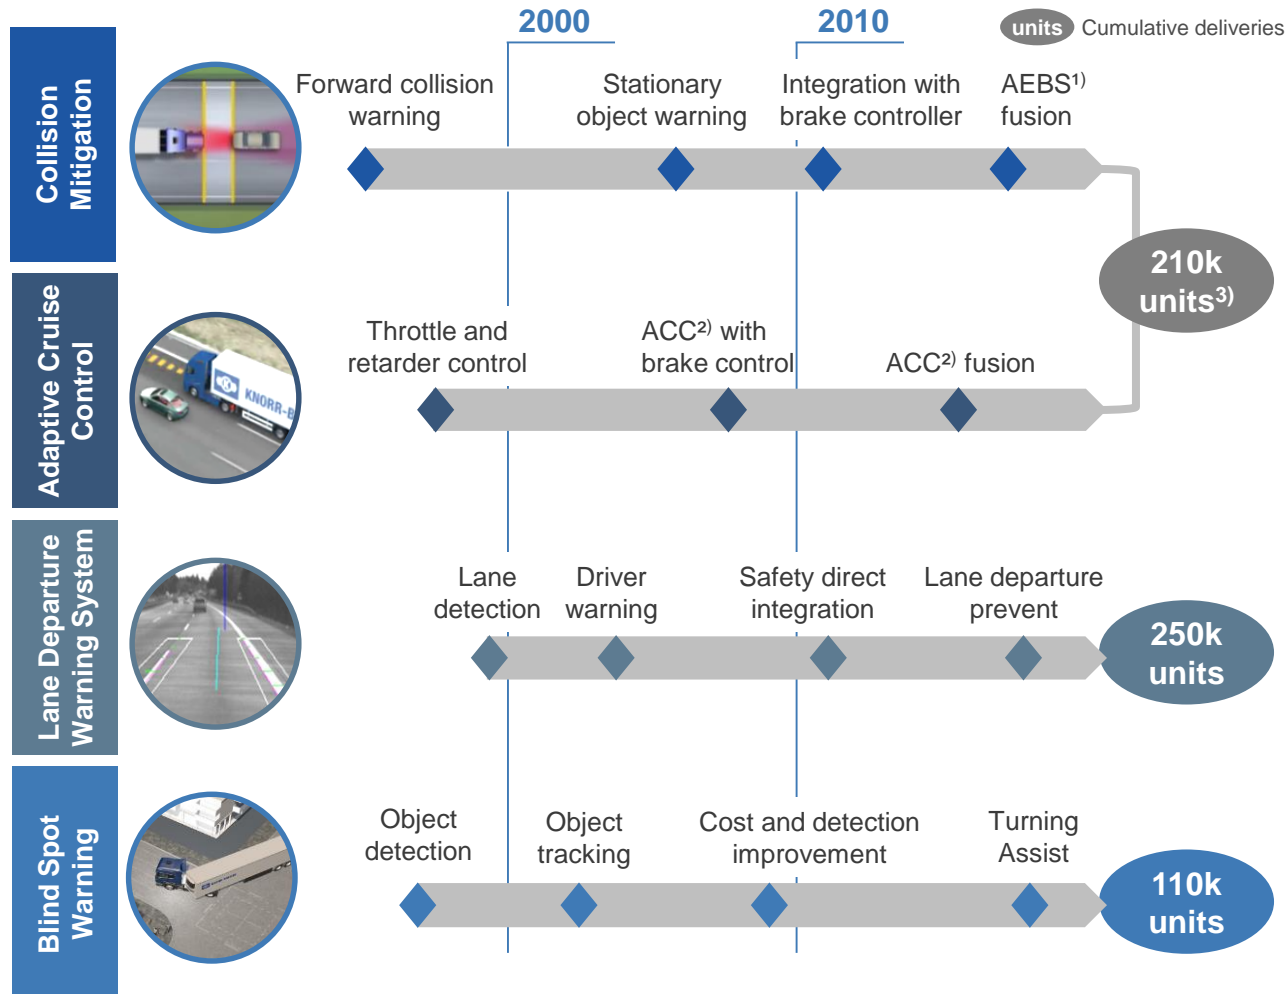 2000
2010
units Cumulative deliveries
Collision
Mitigation
Forward collision
warning
Stationary
object warning
Integration with
brake controller
AEBS¹⁾
fusion
210k
units³⁾
Adaptive Cruise
Control
KNORR-B
Throttle and
retarder control
ACC²⁾ with
brake control
ACC²⁾ fusion
Lane Departure
Warning System
Lane
detection
Driver
warning
Safety direct
integration
Lane departure
prevent
250k
units
Blind Spot
Warning
Object
detection
Object
tracking
Cost and detection
improvement
Turning
Assist
110k
units